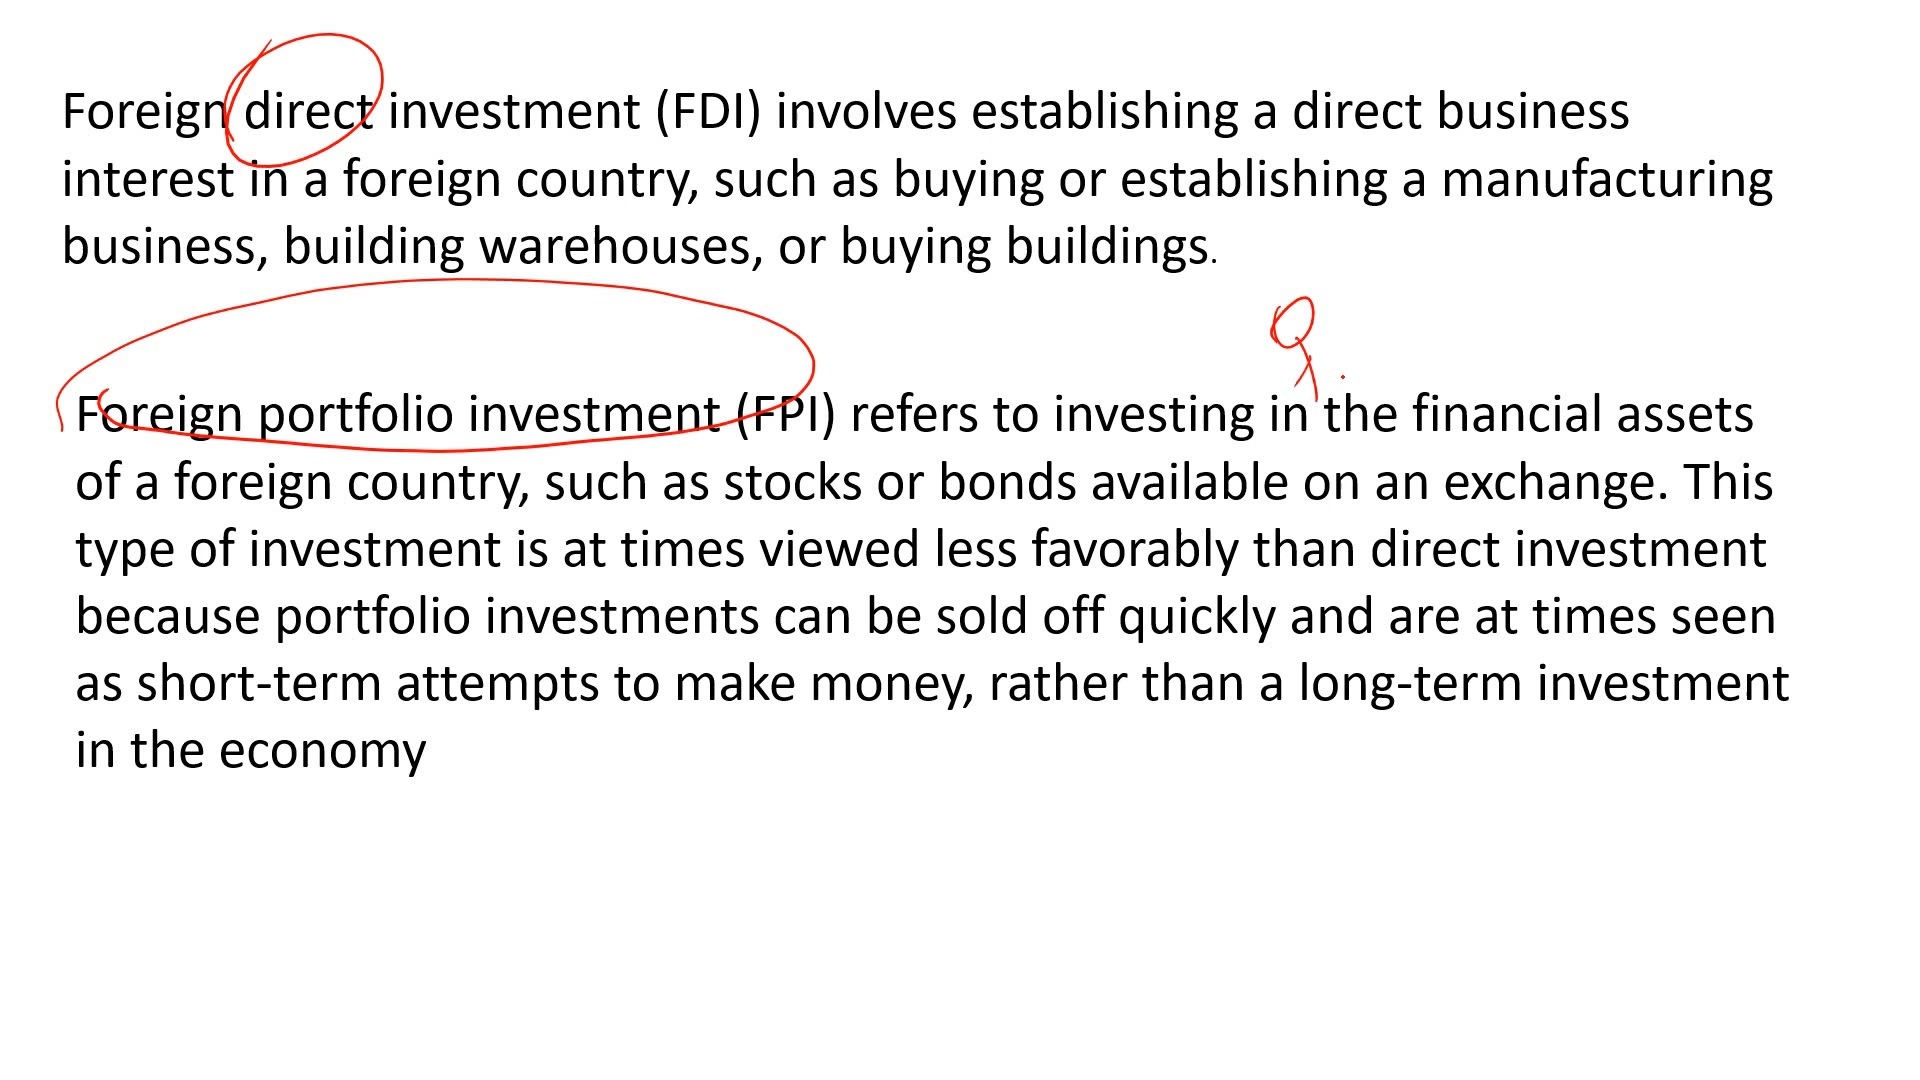 Foreign direct investment (FDI) involves establishing a direct business
interest in a foreign country, such as buying or establishing a manufacturing
business, building warehouses, or buying buildings.
Foreign portfolio investment (FPI) refers to investing in the financial assets
of a foreign country, such as stocks or bonds available on an exchange. This
type of investment is at times viewed less favorably than direct investment
because portfolio investments can be sold off quickly and are at times seen
as short-term attempts to make money, rather than a long-term investment
in the economy